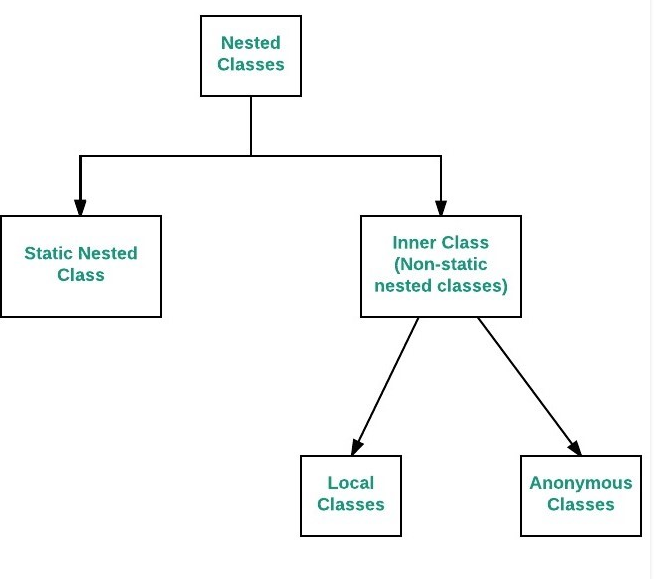 Nested
Classes
Static Nested
Class
Inner Class
(Non-static
nested classes)
Local
Classes
Anonymous
Classes